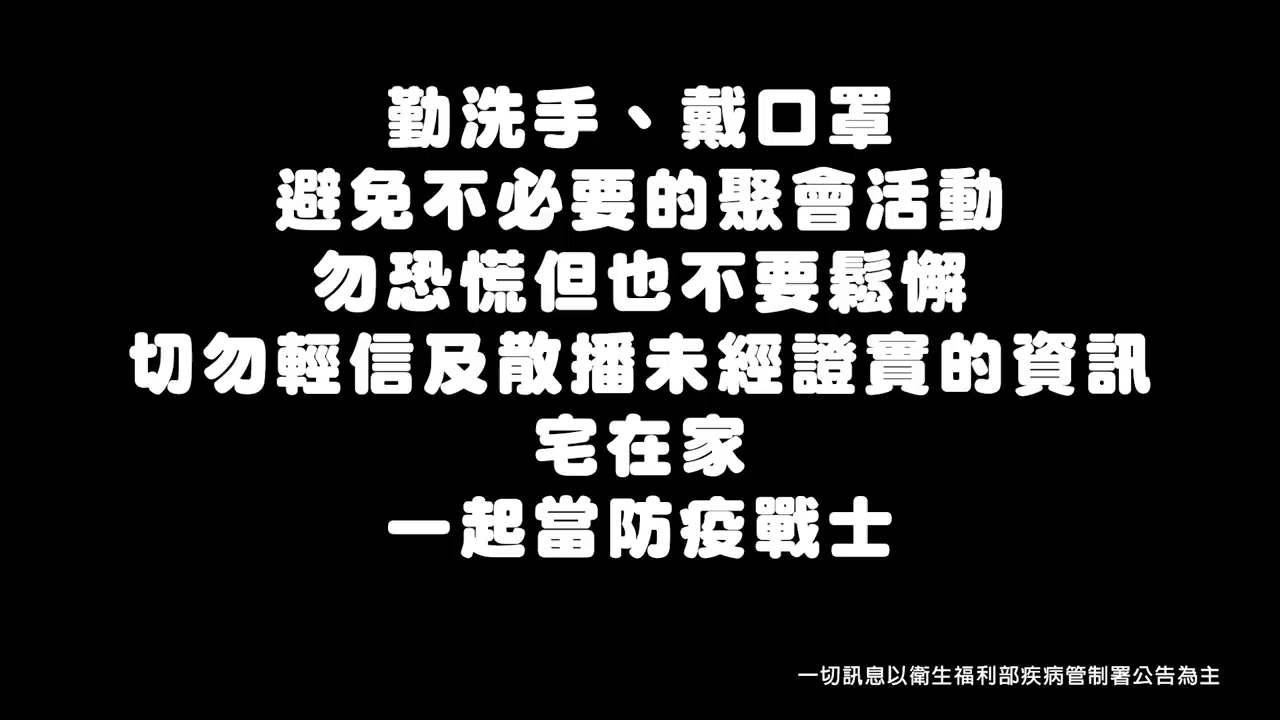 勤洗手、戴口罩
避免不必要的聚會活動
勿恐慌但也不要鬆懈
切勿輕信及散播未經證實的資訊
宅在家
一起當防疫戰士
一切訊息以衛生福利部疾病管制署公告為主